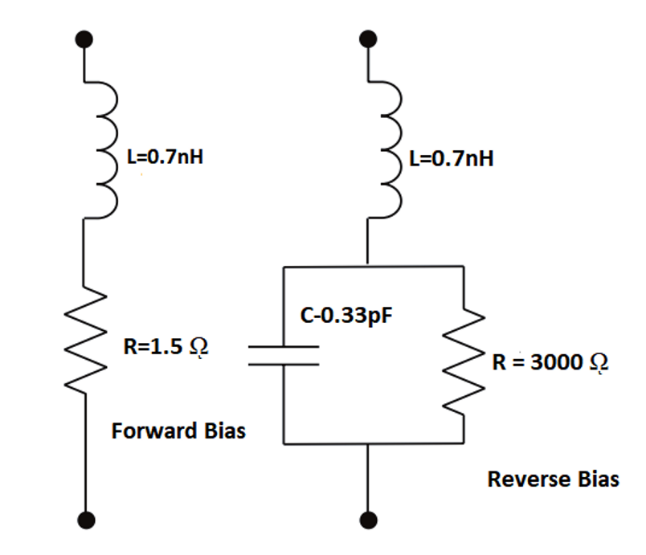 L=0.7nH
L=0.7nH
C-0.33pF
R=1.5 Ω
R = 3000 Ω
Forward Bias
Reverse Bias